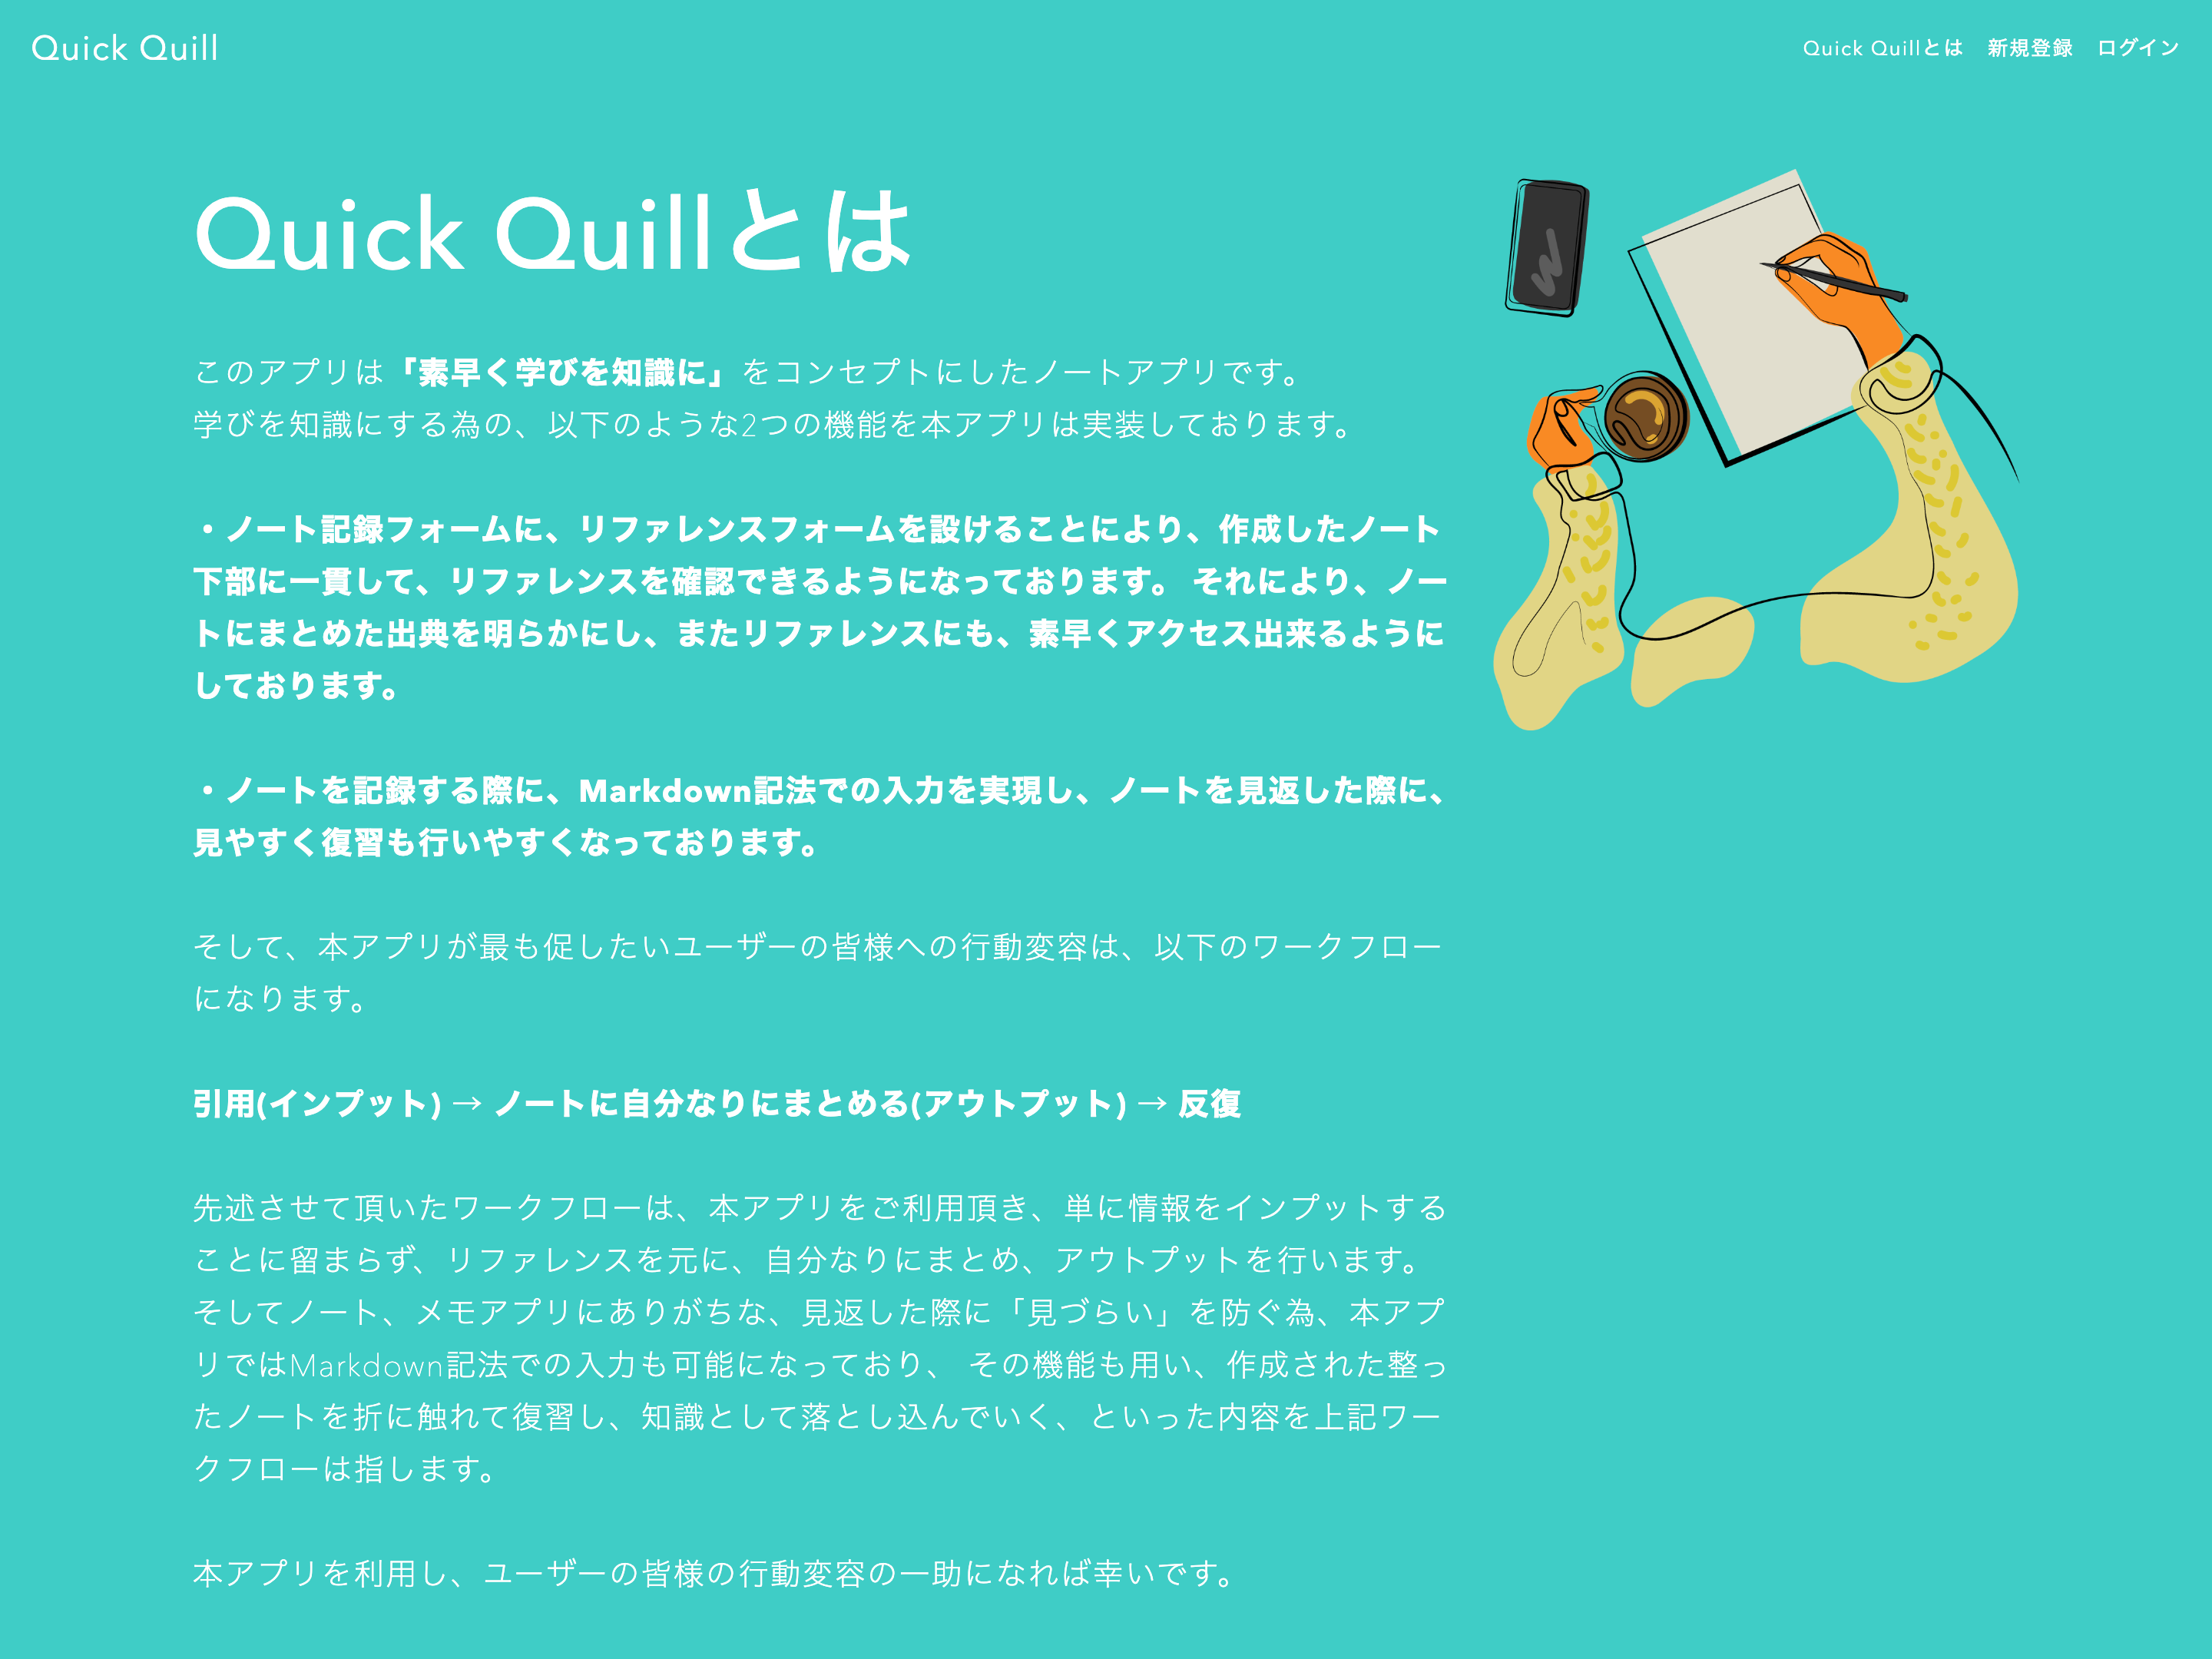 Quick Quill
Quick Quillとは 新規登録 ログイン
Quick Quillとは
このアプリは「素早く学びを知識に」をコンセプトにしたノートアプリです。
学びを知識にする為の、以下のような2つの機能を本アプリは実装しております。
・ノート記録フォームに、リファレンスフォームを設けることにより、作成したノート
下部に一貫して、リファレンスを確認できるようになっております。 それにより、ノー
トにまとめた出典を明らかにし、またリファレンスにも、素早くアクセス出来るように
しております。
・ノートを記録する際に、Markdown記法での入力を実現し、ノートを見返した際に、
見やすく復習も行いやすくなっております。
そして、本アプリが最も促したいユーザーの皆様への行動変容は、以下のワークフロー
になります。
引用(インプット) → ノートに自分なりにまとめる(アウトプット) → 反復
先述させて頂いたワークフローは、本アプリをご利用頂き、単に情報をインプットする
ことに留まらず、リファレンスを元に、自分なりにまとめ、アウトプットを行います。
そしてノート、メモアプリにありがちな、見返した際に「見づらい」を防ぐ為、本アプ
リではMarkdown記法での入力も可能になっており、 その機能も用い、作成された整っ
たノートを折に触れて復習し、知識として落とし込んでいく、といった内容を上記ワー
クフローは指します。
本アプリを利用し、ユーザーの皆様の行動変容の一助になれば幸いです。